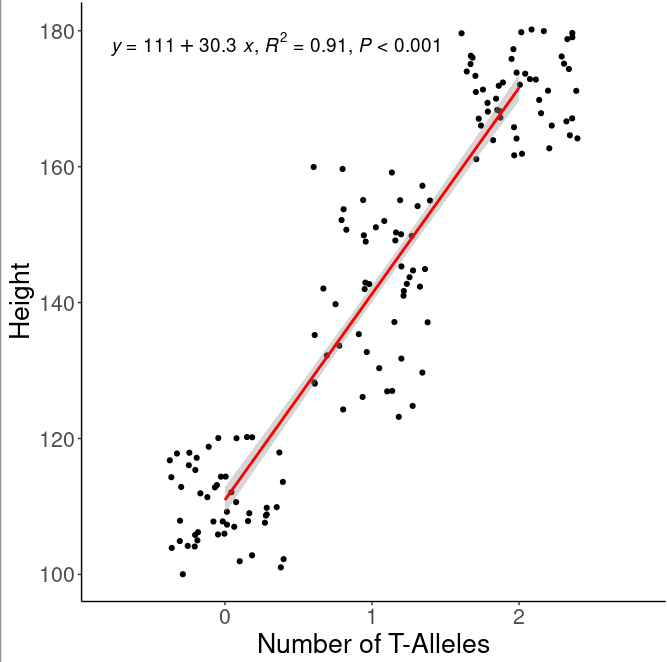 y = 111 + 30.3 x, R² = 0.91, P < 0.001
180
160
140
120
100
Height
0 1 2
Number of T-Alleles